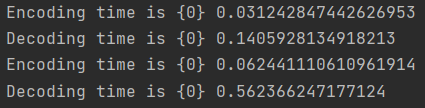 Encoding time is {0} 0.031242847442626953
Decoding time is {0} 0.1405928134918213
Encoding time is {0} 0.062441110610961914
Decoding time is {0} 0.562366247177124